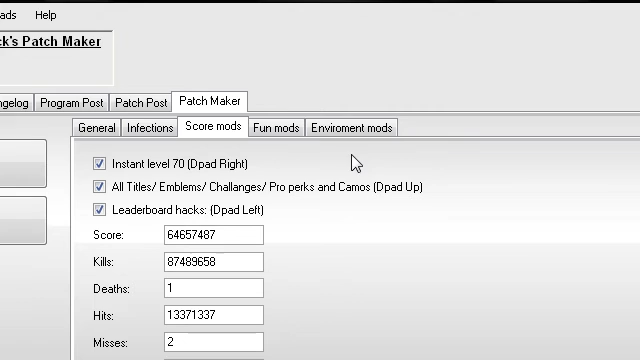 ads Help
ck's Patch Maker
ngelog Program Post Patch Post Patch Maker
General Infections Score mods Fun mods Enviroment mods
Instant level 70 (Dpad Right)
All Titles/ Emblems/ Challanges/ Pro perks and Camos (Dpad Up)
Leaderboard hacks: (Dpad Left)
Score: 64657487
Kills: 87489658
Deaths: 1
Hits: 13371337
Misses: 2